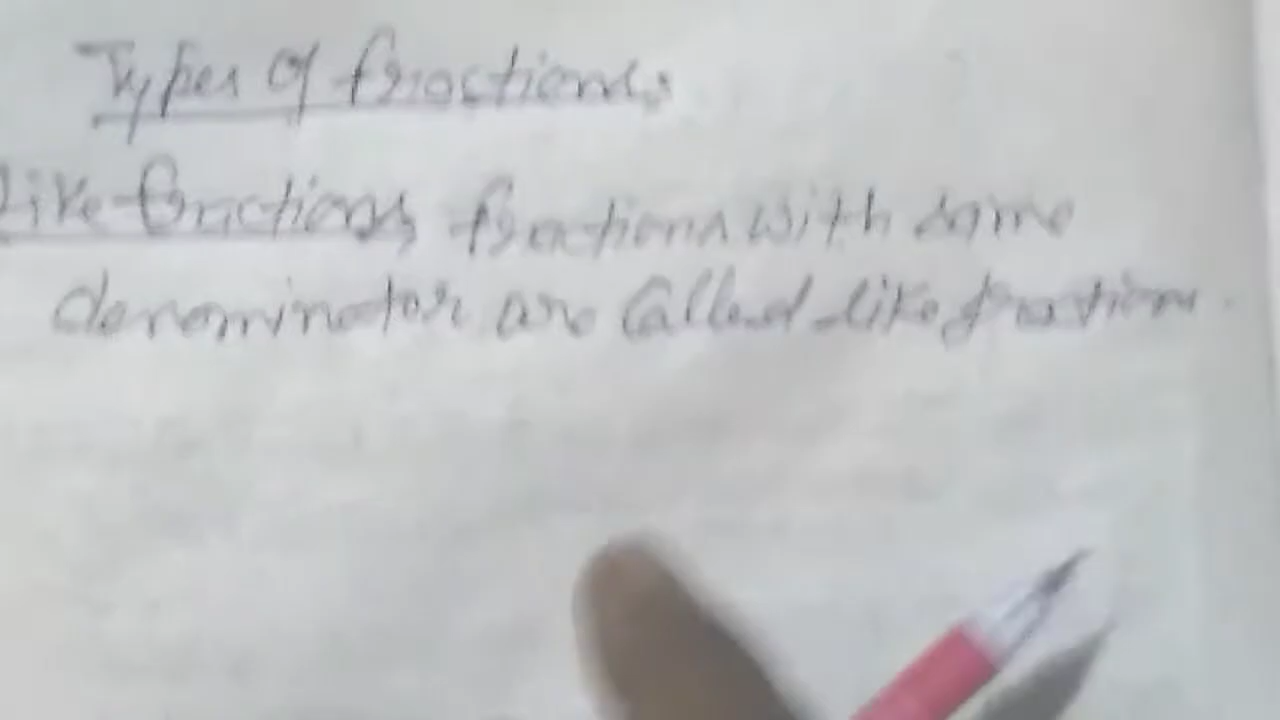 Types of fractions
Like fractions, fractions with same
denominator are called like fractions.